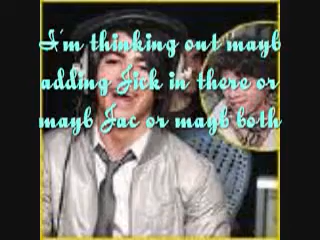 I'm thinking out mayb
adding Jick in there or
mayb Jac or mayb both